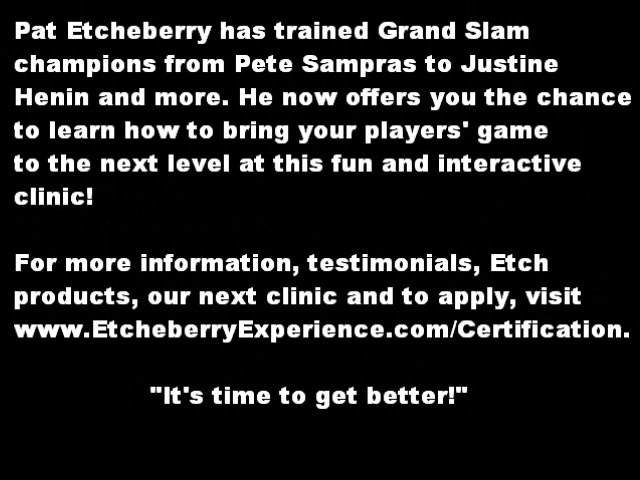 Pat Etcheberry has trained Grand Slam
champions from Pete Sampras to Justine
Henin and more. He now offers you the chance
to learn how to bring your players' game
to the next level at this fun and interactive
clinic!
For more information, testimonials, Etch
products, our next clinic and to apply, visit
www.EtcheberryExperience.com/Certification.
"It's time to get better!"